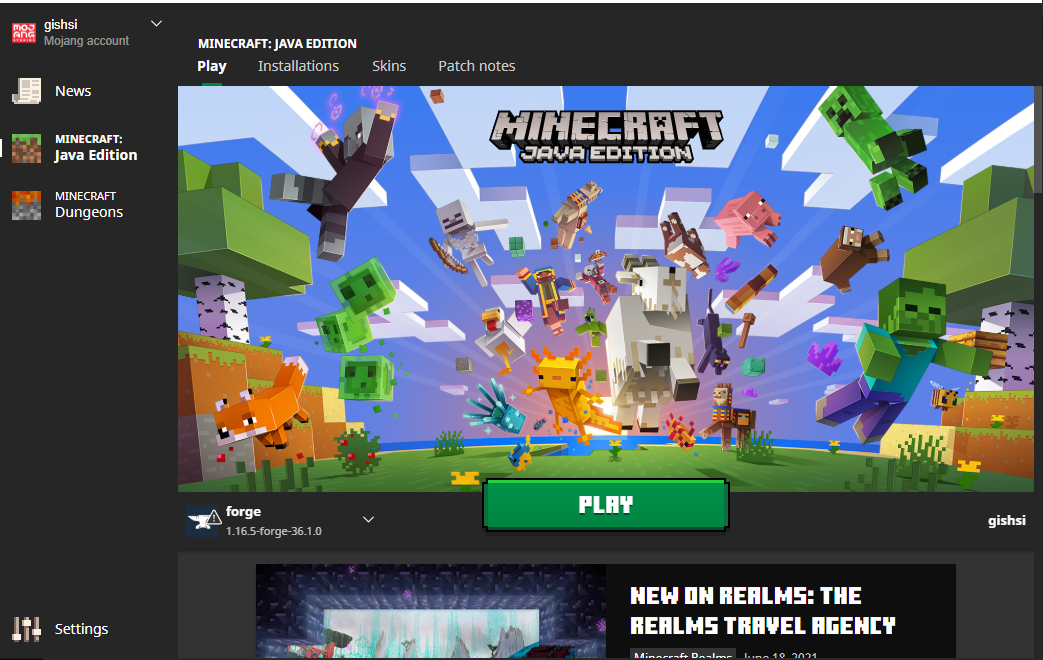 MOJ
ANG
STUDIOS
gishsi
Mojang account
News
MINECRAFT:
Java Edition
MINECRAFT
Dungeons
Settings
MINECRAFT: JAVA EDITION
Play Installations Skins Patch notes
MINECRAFT
JAVA EDITION
PLAY
forge
1.16.5-forge-36.1.0
gishsi
NEW ON REALMS: THE
REALMS TRAVEL AGENCY
Minecraft Realms June 18, 2021